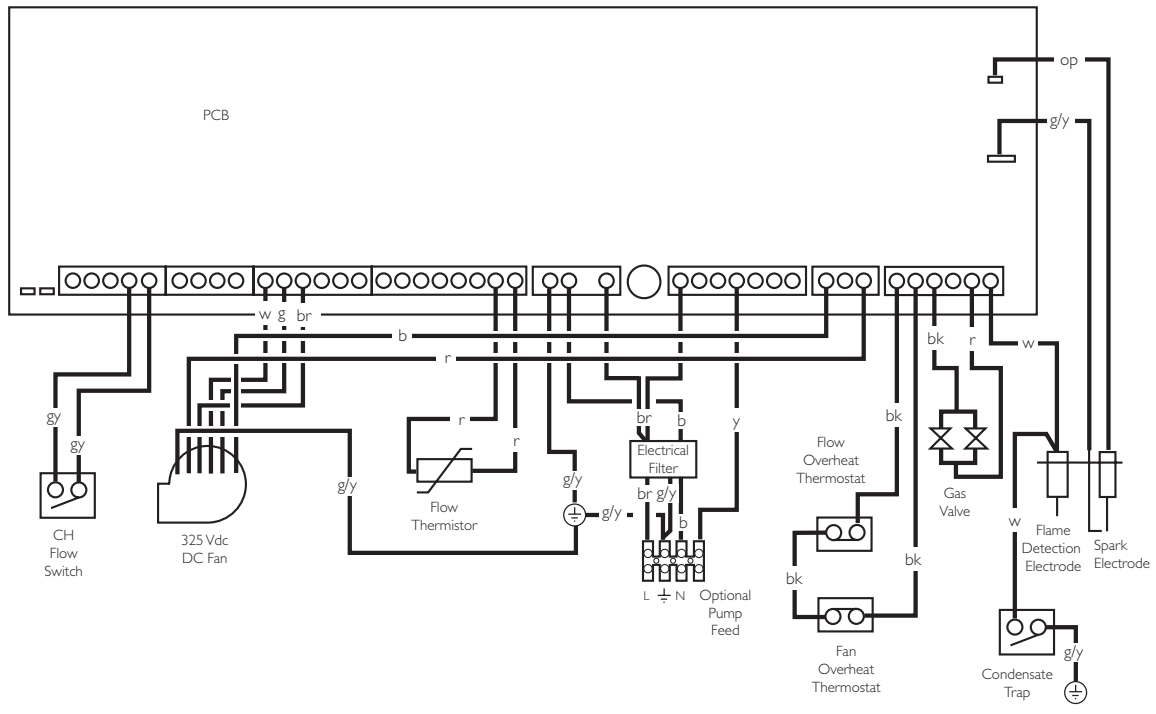 op
PCB
g/y
w g br
b
r
bk
r
w
gy
gy
r
r
br
b
y
bk
Flow
Overheat
Thermostat
Electrical
Filter
g/y
g/y
br g/y
b
g/y
Flow
Thermistor
Gas
Valve
CH
Flow
Switch
325 Vdc
DC Fan
w
Flame
Detection
Electrode
Spark
Electrode
bk
bk
L N
Optional
Pump
Feed
Fan
Overheat
Thermostat
g/y
Condensate
Trap